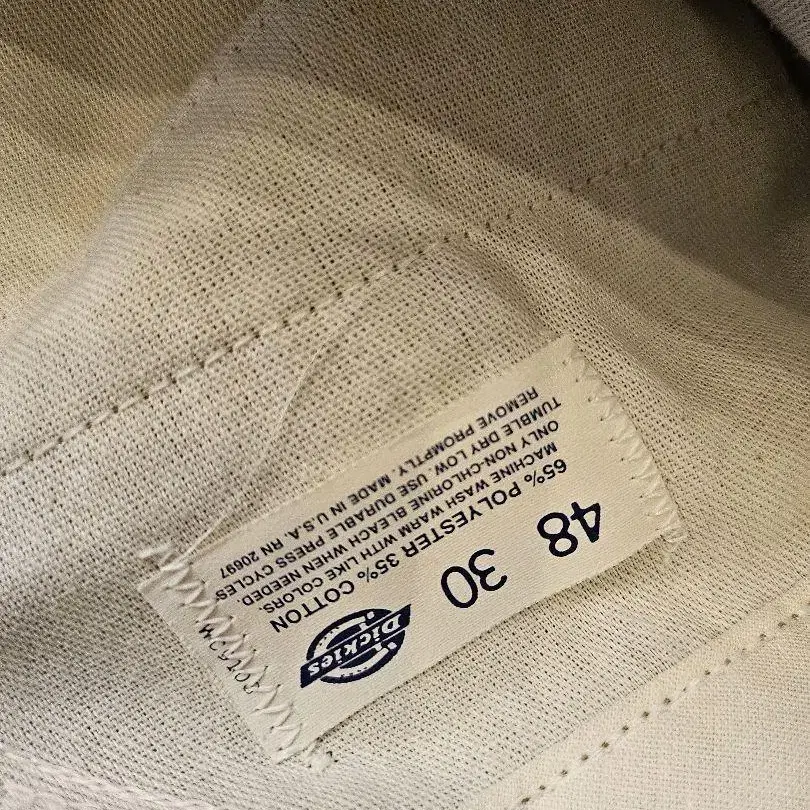 48 30
Dickies
65% POLYESTER 35% COTTON
MACHINE WASH WARM WITH LIKE COLORS.
ONLY NON-CHLORINE BLEACH WHEN NEEDED.
TUMBLE DRY LOW. USE DURABLE PRESS CYCLES
REMOVE PROMPTLY. MADE IN U.S.A. RN 20697